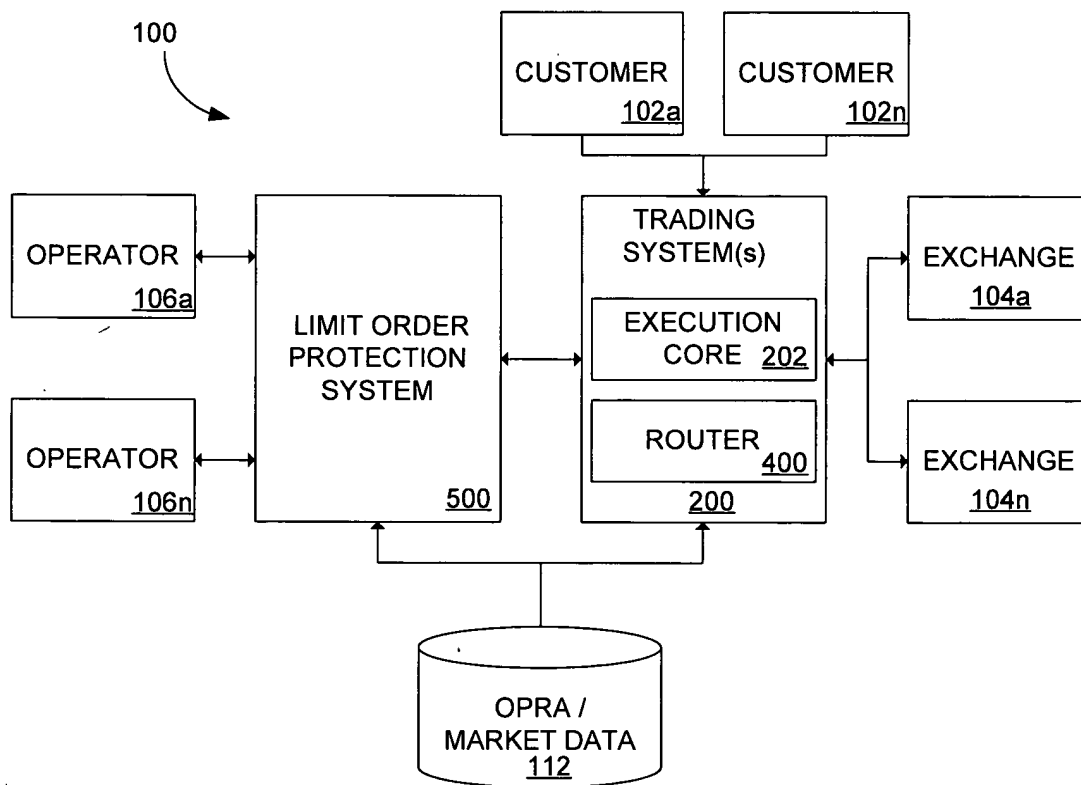 100
CUSTOMER
102a
CUSTOMER
102n
OPERATOR
106a
OPERATOR
106n
LIMIT ORDER
PROTECTION
SYSTEM
500
TRADING
SYSTEM(s)
EXECUTION
CORE 202
ROUTER
400
200
EXCHANGE
104a
EXCHANGE
104n
OPRA /
MARKET DATA
112